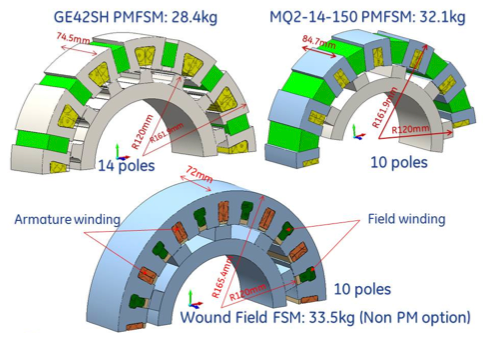 GE42SH PMFSM: 28.4kg
MQ2-14-150 PMFSM: 32.1kg
74.5mm
84.7mm
R120mm
R161.9mm
R120mm
14 poles
10 poles
72mm
Armature winding
Field winding
R165.4mm
R120mm
10 poles
Wound Field FSM: 33.5kg (Non PM option)